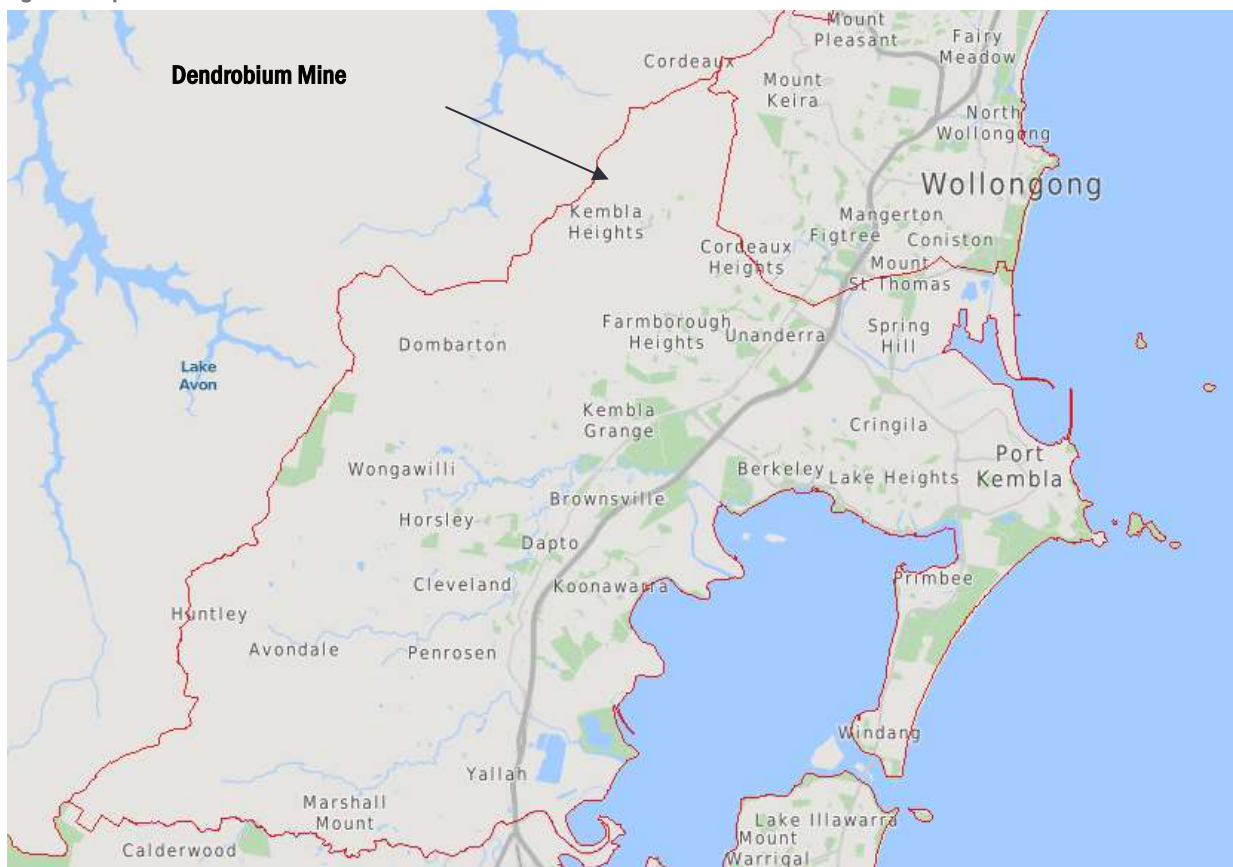 Mount
Pleasant
Fairy
Meadow
Cordeaux
Dendrobium Mine
Mount
Keira
North
Wollongong
Wollongong
Kembla
Heights
Mangerton
Figtree
Coniston
Cordeaux
Heights
Mount
St Thomas
Farmborough
Heights
Unanderra
Spring
Hill
Dombarton
Lake
Avon
Kembla
Grange
Cringila
Port
Kembla
Wongawilli
Berkeley
Lake Heights
Brownsville
Horsley
Dapto
Cleveland
Koonawarra
Primbee
Huntley
Avondale
Penrosen
Windang
Yallah
Marshall
Mount
Lake Illawarra
Calderwood
Mount
Warrigal